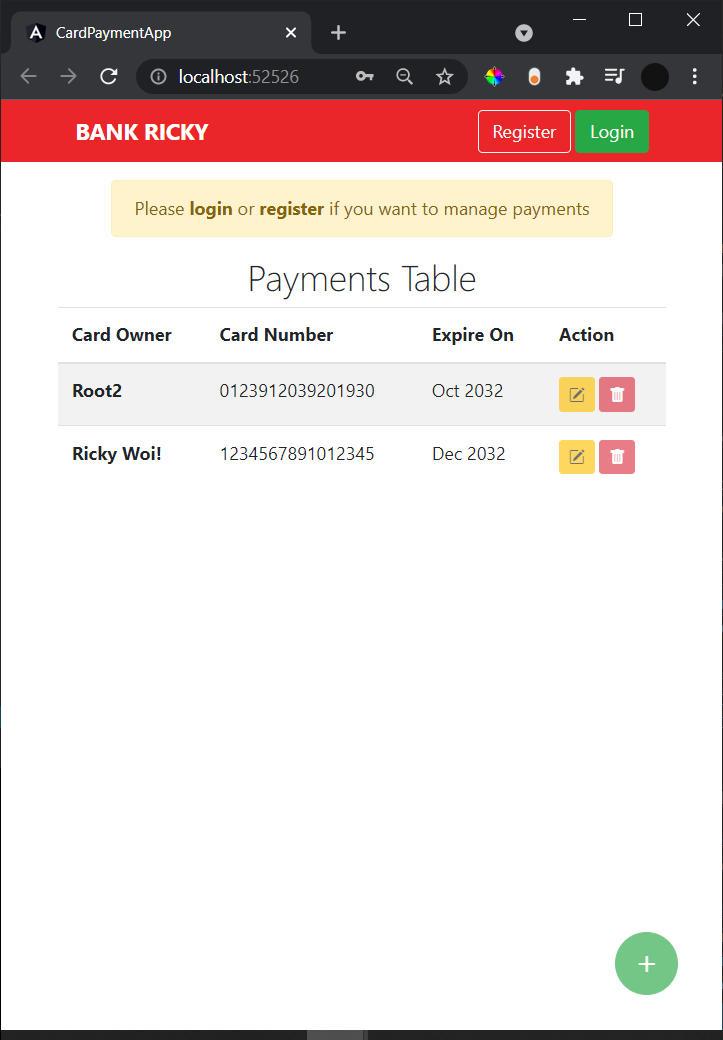 CardPaymentApp
localhost:52526
BANK RICKY Register Login
Please login or register if you want to manage payments
Payments Table
Card Owner Card Number Expire On Action
Root2 0123912039201930 Oct 2032
Ricky Woi! 1234567891012345 Dec 2032